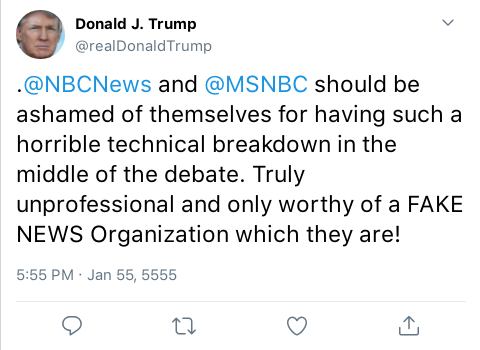 Donald J. Trump
@realDonaldTrump
.@NBCNews and @MSNBC should be
ashamed of themselves for having such a
horrible technical breakdown in the
middle of the debate. Truly
unprofessional and only worthy of a FAKE
NEWS Organization which they are!
5:55 PM · Jan 55, 5555